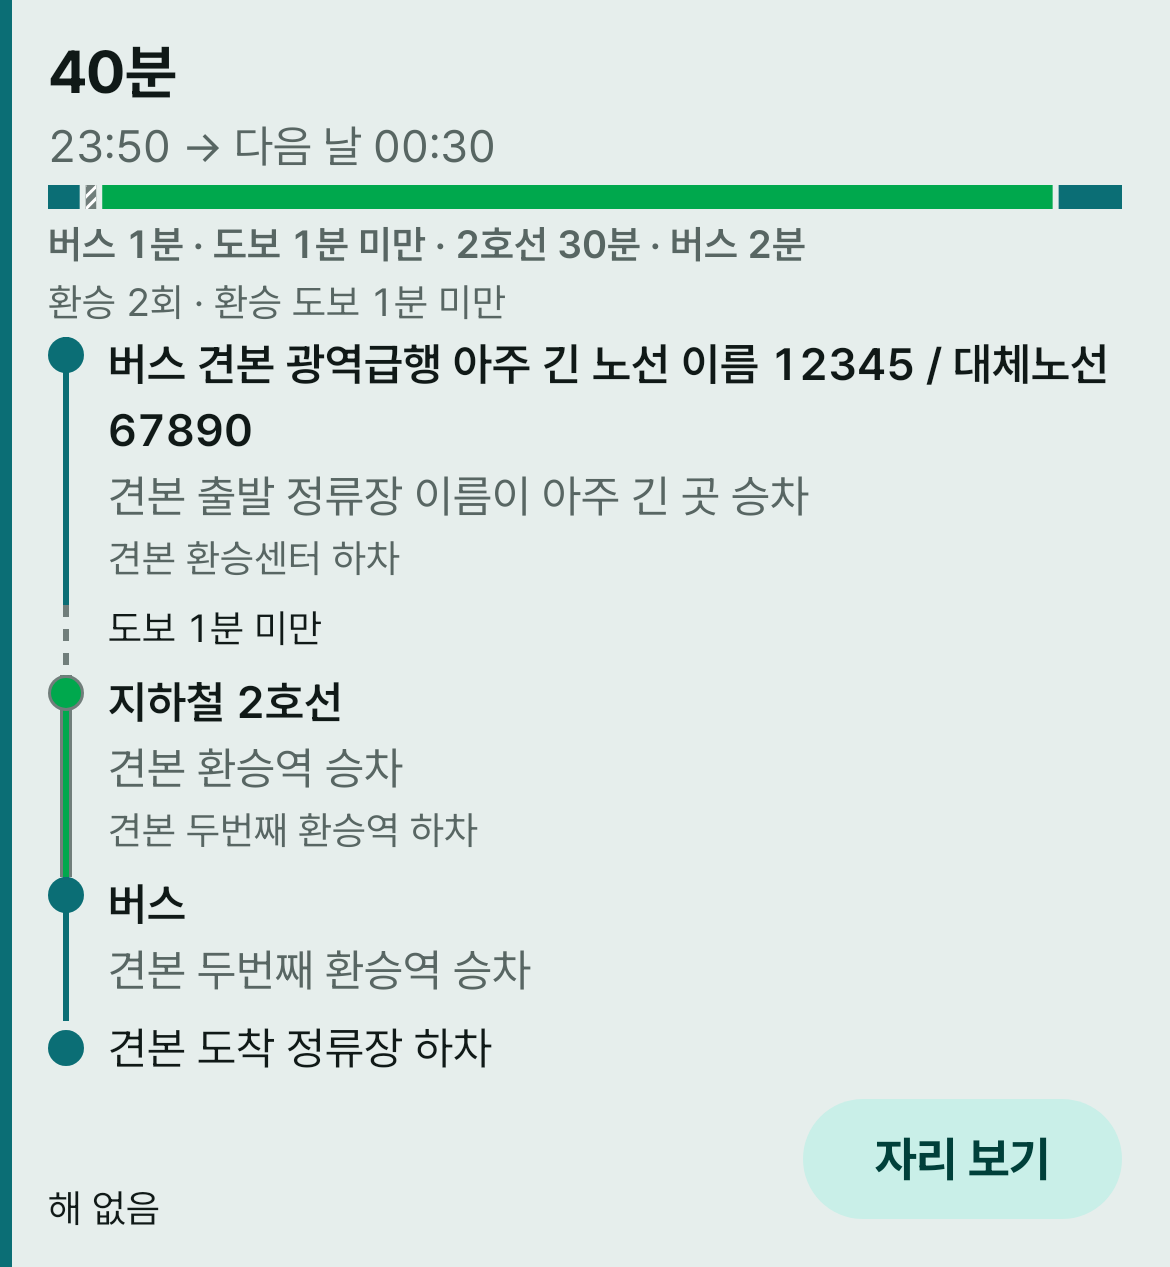 40분
23:50 → 다음 날 00:30
버스 1분 · 도보 1분 미만 · 2호선 30분 · 버스 2분
환승 2회 · 환승 도보 1분 미만
버스 견본 광역급행 아주 긴 노선 이름 12345 / 대체노선
67890
견본 출발 정류장 이름이 아주 긴 곳 승차
견본 환승센터 하차
도보 1분 미만
지하철 2호선
견본 환승역 승차
견본 두번째 환승역 하차
버스
견본 두번째 환승역 승차
견본 도착 정류장 하차
자리 보기
해 없음